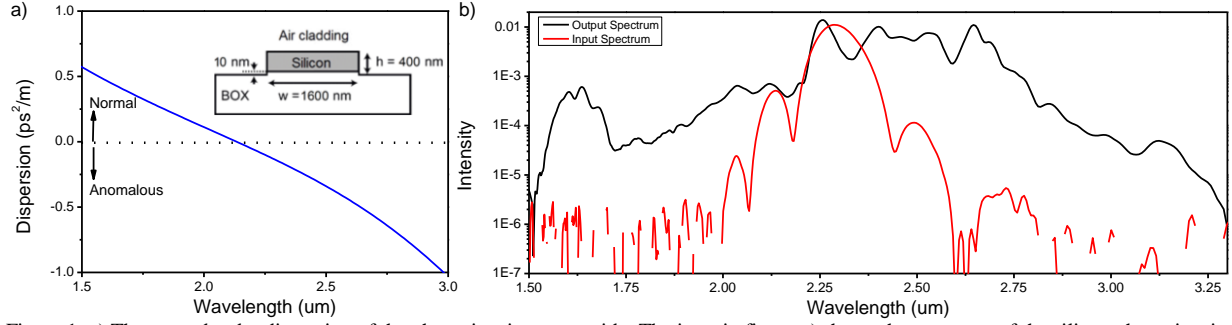 a)
Dispersion (ps²/m)
1.0
0.5
0.0
-0.5
-1.0
Normal
Anomalous
Air cladding
10 nm
Silicon
h = 400 nm
BOX
w = 1600 nm
1.5 2.0 2.5 3.0
Wavelength (um)
b)
Intensity
0.01
1E-3
1E-4
1E-5
1E-6
1E-7
Output Spectrum
Input Spectrum
1.50 1.75 2.00 2.25 2.50 2.75 3.00 3.25
Wavelength (um)